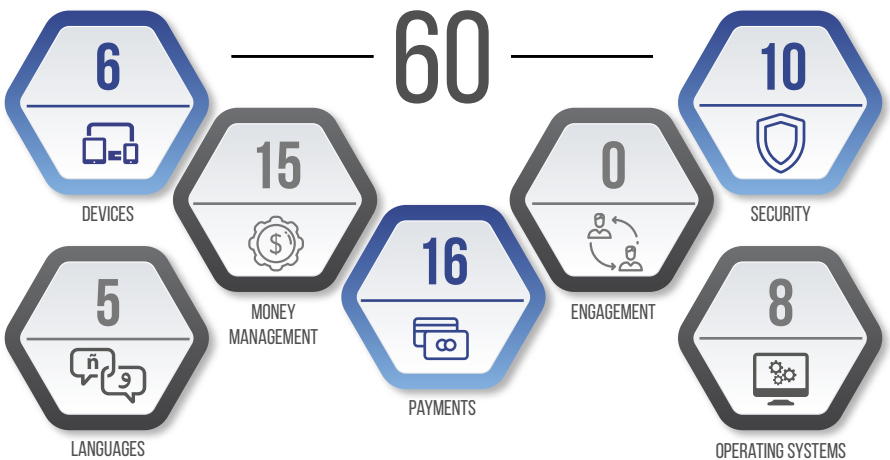 60
6
DEVICES
10
SECURITY
15
MONEY
MANAGEMENT
0
ENGAGEMENT
16
PAYMENTS
5
ñ
و
LANGUAGES
8
OPERATING SYSTEMS